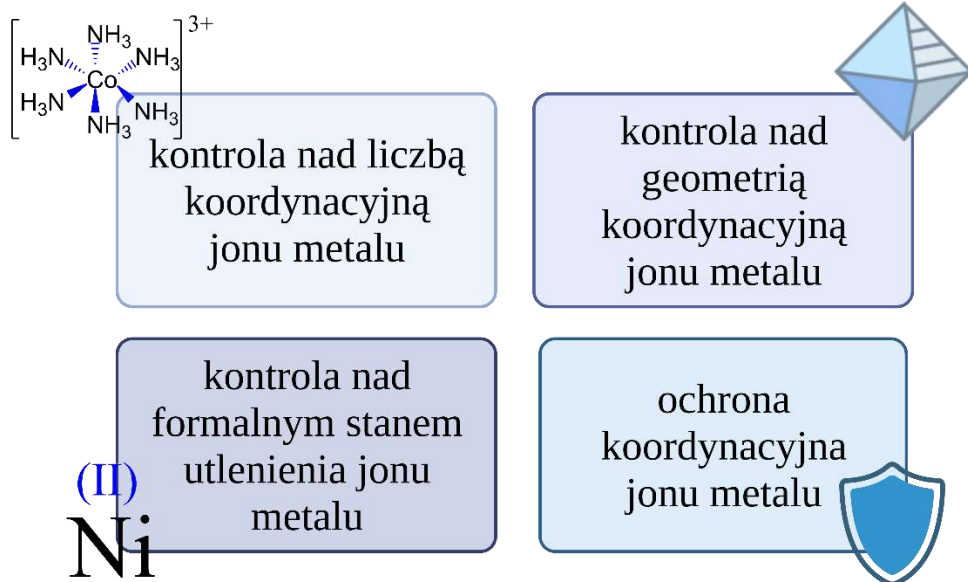 3+
NH3
H3N NH3
Co
H3N NH3
NH3
kontrola nad liczbą
koordynacyjną
jonu metalu
kontrola nad
geometrią
koordynacyjną
jonu metalu
kontrola nad
formalnym stanem
utlenienia jonu
metalu
(II)
Ni
ochrona
koordynacyjna
jonu metalu